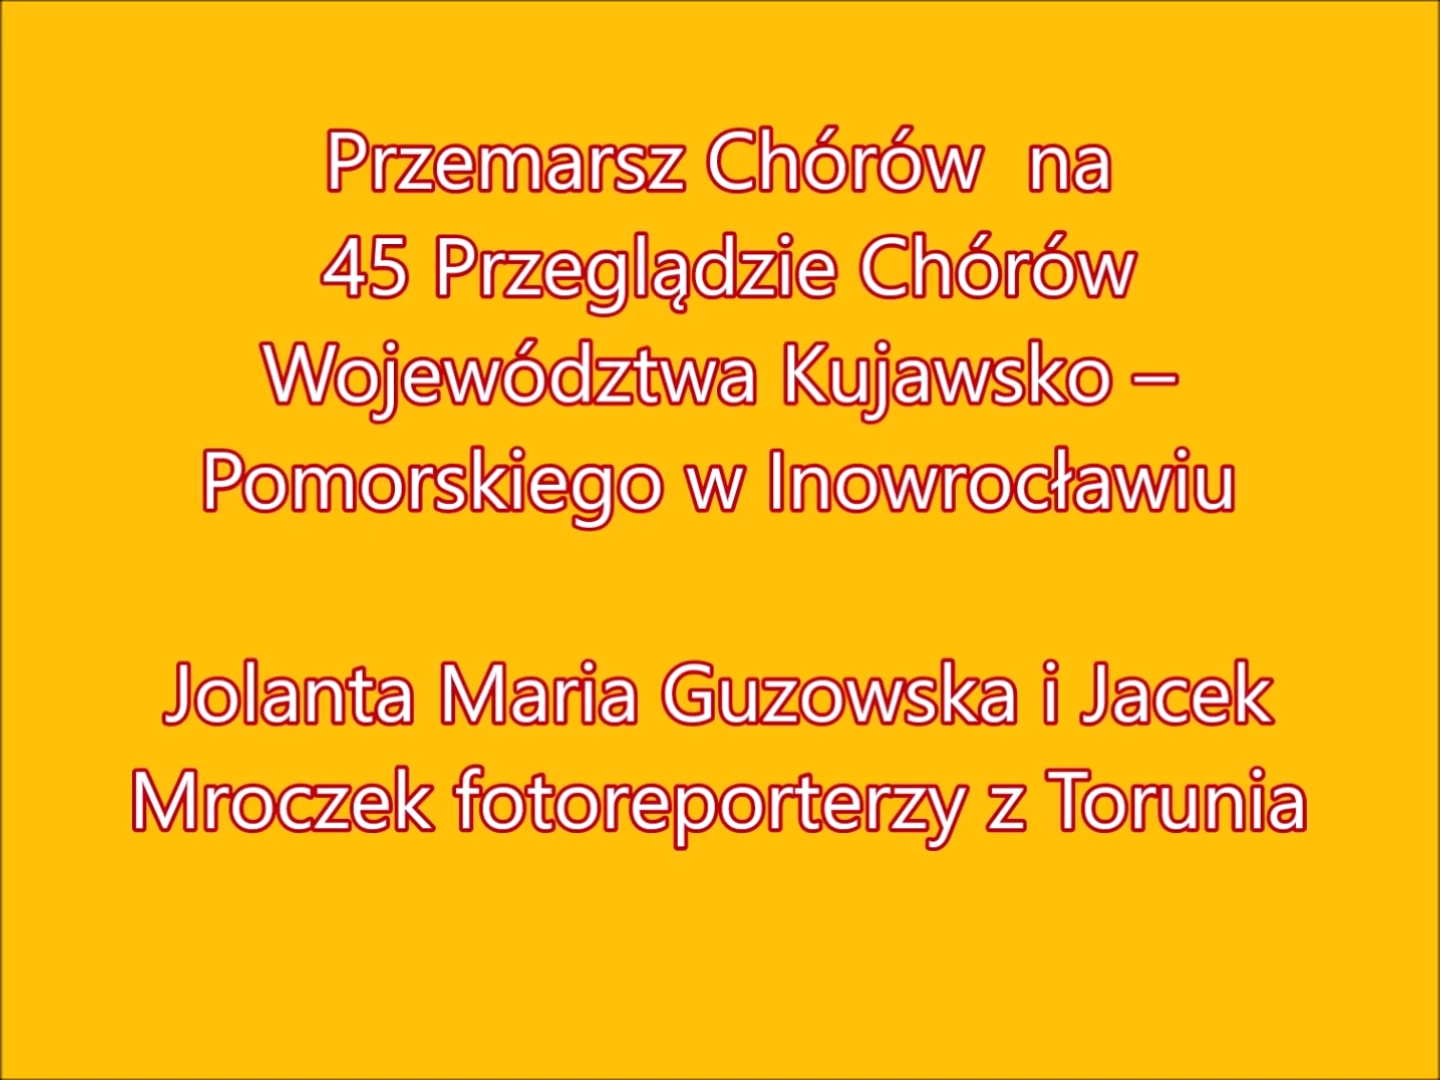 Przemarsz Chórów  na
45 Przeglądzie Chórów
Województwa Kujawsko –
Pomorskiego w Inowrocławiu
Jolanta Maria Guzowska i Jacek
Mroczek fotoreporterzy z Torunia